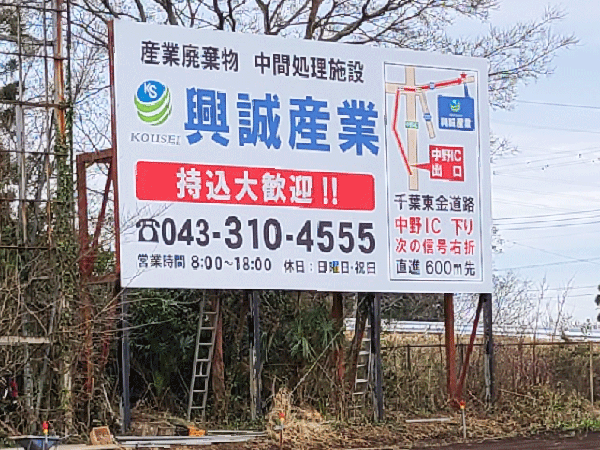 産業廃棄物 中間処理施設
KS
KOUSEI
興誠産業
持込大歓迎!!
☎043-310-4555
営業時間 8:00~18:00 休日:日曜日・祝日
興誠産業
中野IC
出口
千葉東金道路
中野IC 下り
次の信号右折
直進 600m先